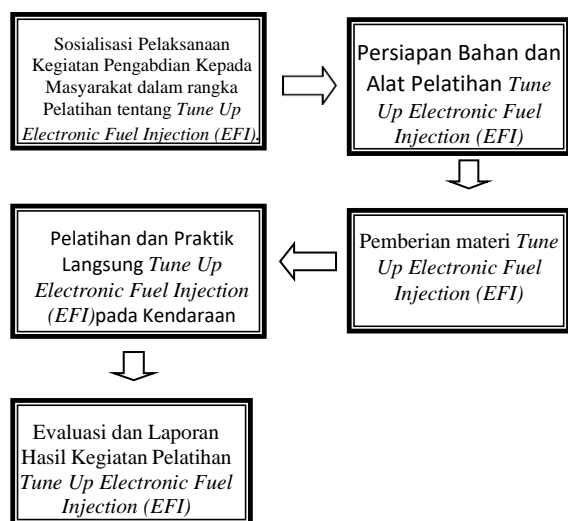 Sosialisasi Pelaksanaan
Kegiatan Pengabdian Kepada
Masyarakat dalam rangka
Pelatihan tentang Tune Up
Electronic Fuel Injection (EFI).
Persiapan Bahan dan
Alat Pelatihan Tune
Up Electronic Fuel
Injection (EFI)
Pemberian materi Tune
Up Electronic Fuel
Injection (EFI)
Pelatihan dan Praktik
Langsung Tune Up
Electronic Fuel Injection
(EFI)pada Kendaraan
Evaluasi dan Laporan
Hasil Kegiatan Pelatihan
Tune Up Electronic Fuel
Injection (EFI)